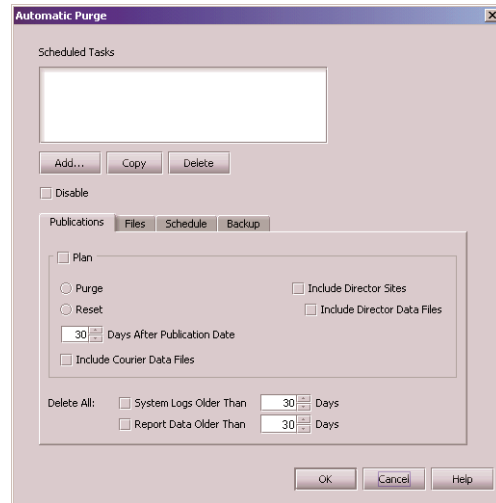 Automatic Purge
Scheduled Tasks
Add... Copy Delete
Disable
Publications Files Schedule Backup
Plan
Purge Include Director Sites
Reset Include Director Data Files
30 Days After Publication Date
Include Courier Data Files
Delete All: System Logs Older Than 30 Days
Report Data Older Than 30 Days
OK Cancel Help